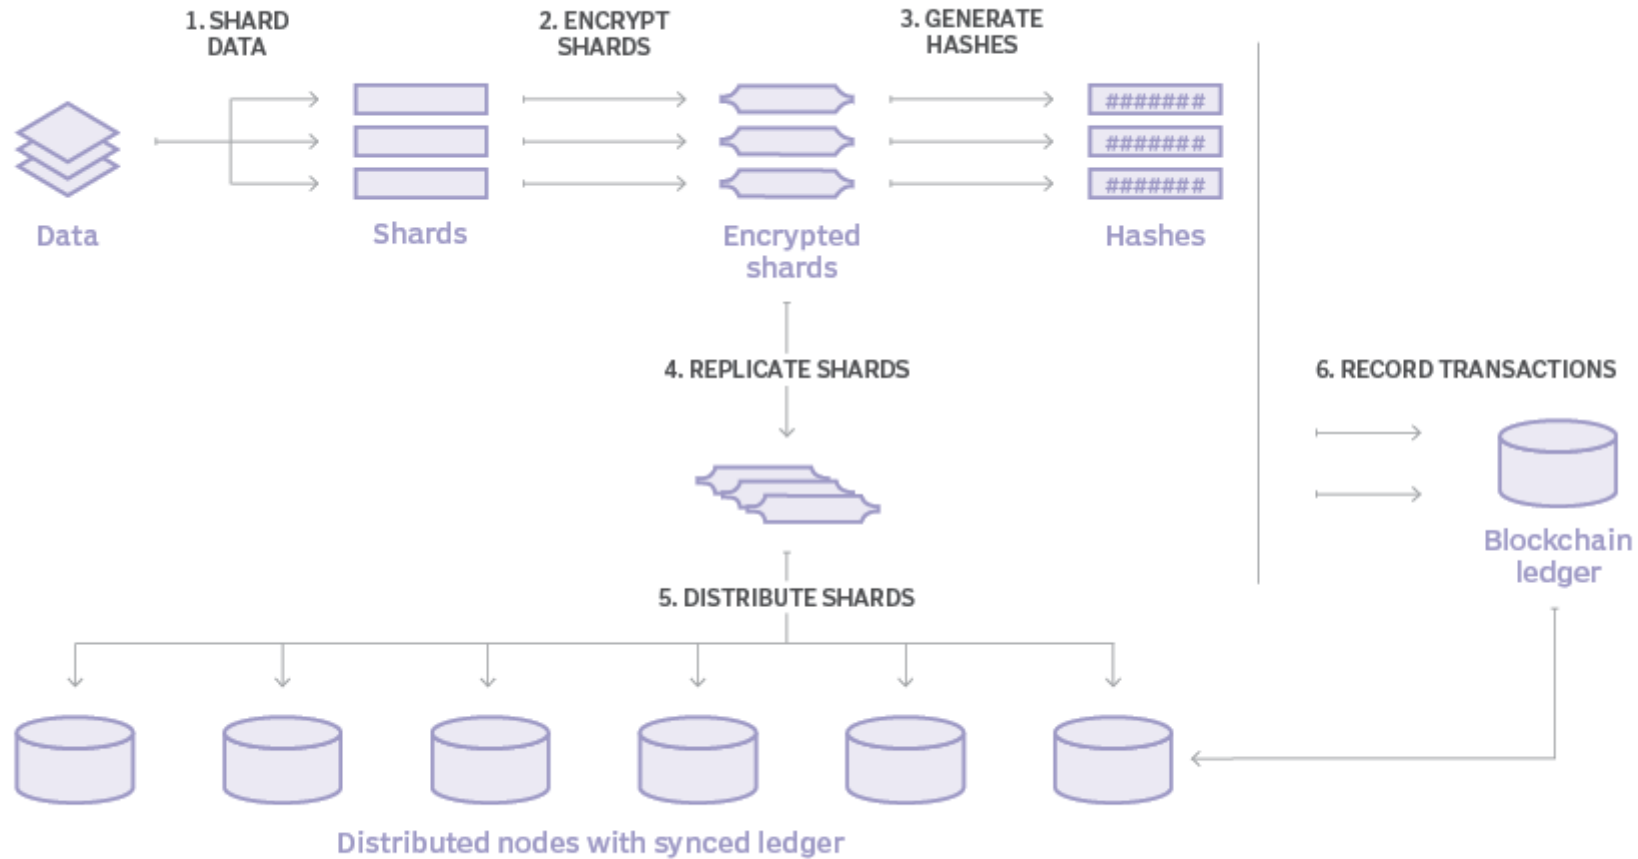 1. SHARD
DATA
2. ENCRYPT
SHARDS
3. GENERATE
HASHES
#######
#######
#######
Data
Shards
Encrypted
shards
Hashes
4. REPLICATE SHARDS
6. RECORD TRANSACTIONS
Blockchain
ledger
5. DISTRIBUTE SHARDS
Distributed nodes with synced ledger